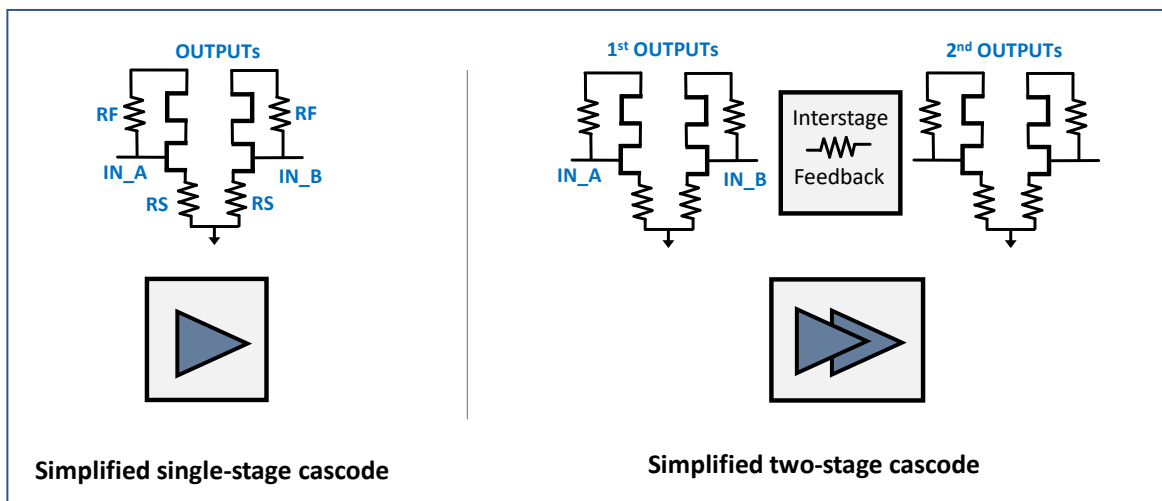 OUTPUTs
RF
RF
IN_A
IN_B
RS
RS
Simplified single-stage cascode
1st OUTPUTs
2nd OUTPUTs
Interstage
Feedback
IN_A
IN_B
Simplified two-stage cascode